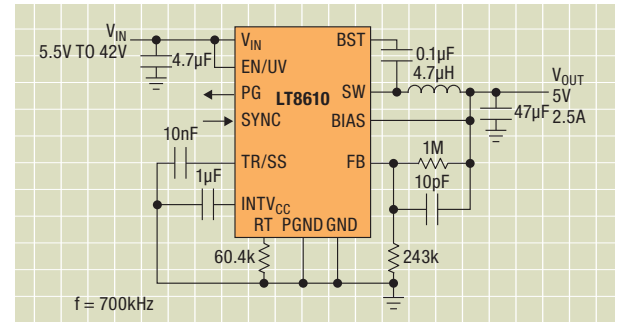 VIN
5.5V TO 42V
4.7µF
VIN
EN/UV
PG
SYNC
TR/SS
INTVCC
RT PGND GND
LT8610
BST
SW
BIAS
FB
0.1µF
4.7µH
VOUT
5V
2.5A
47µF
10nF
1µF
1M
10pF
60.4k
243k
f = 700kHz